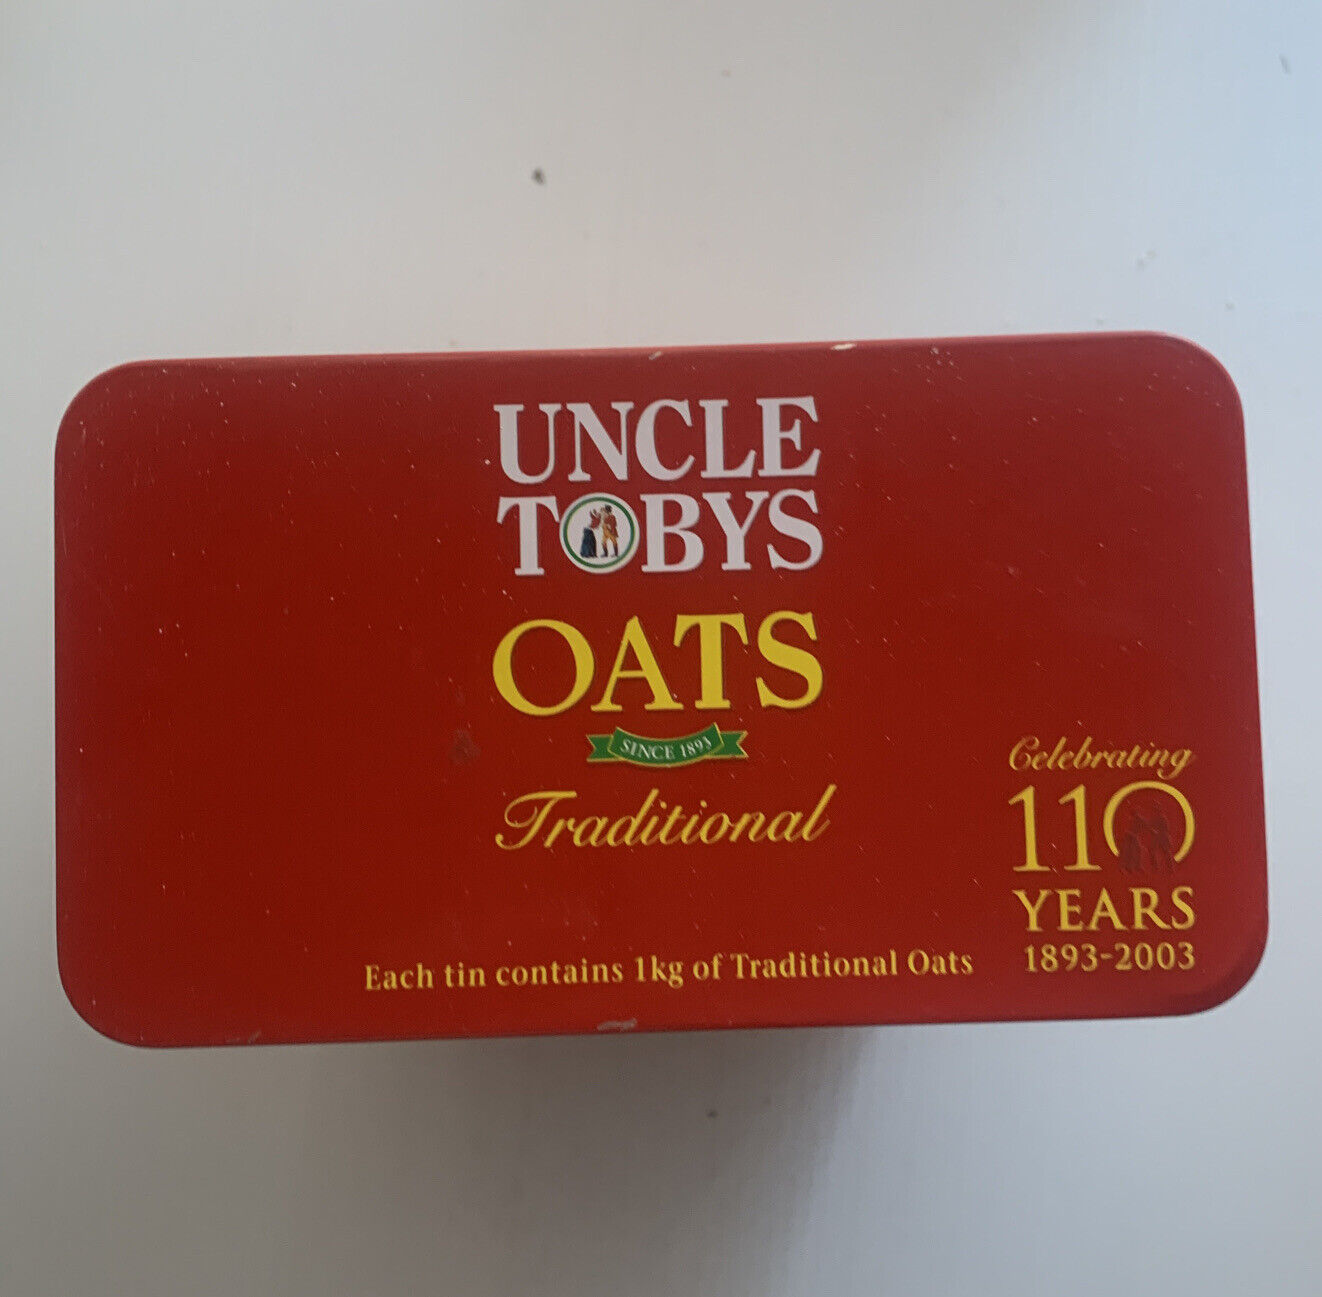 UNCLE
TOBYS
OATS
SINCE 1893
Traditional
Each tin contains 1kg of Traditional Oats
Celebrating
110
YEARS
1893-2003